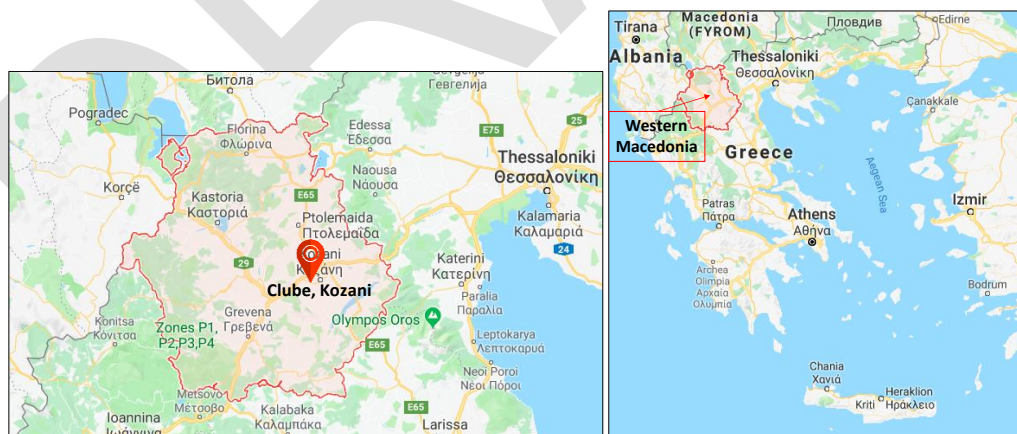 Битола
Гевгелија
Pogradec
Florina
Φλώρινα
Edessa
Έδεσσα
E75
25
Thessaloniki
Θεσσαλονίκη
Korçë
Kastoria
Καστοριά
E65
Naousa
Νάουσα
Ptolemaida
Πτολεμαΐδα
Kalamaria
Καλαμαριά
24
29
Clube, Kozani
Katerini
Κατερίνη
Paralia
Παραλία
Konitsa
Κόνιτσα
Zones P1,
P2,P3,P4
Grevena
Γρεβενά
Olympos Oros
E65
Leptokarya
Λεπτοκαρυά
Neoi Poroi
Νέοι Πόροι
Metsovo
Μέτσοβο
Ioannina
Kalabaka
Καλαμπάκα
E65
Larissa
Tirana
Macedonia
(FYROM)
Пловдив
Edirne
Albania
Thessaloniki
Θεσσαλονίκη
Çanakkale
Western
Macedonia
Greece
Aegean Sea
Patras
Πάτρα
Athens
Αθήνα
Izmir
Archea
Olimpia
Αρχαία
Ολυμπία
Bodrum
Chania
Χανιά
Heraklion
Ηράκλειο
Kriti